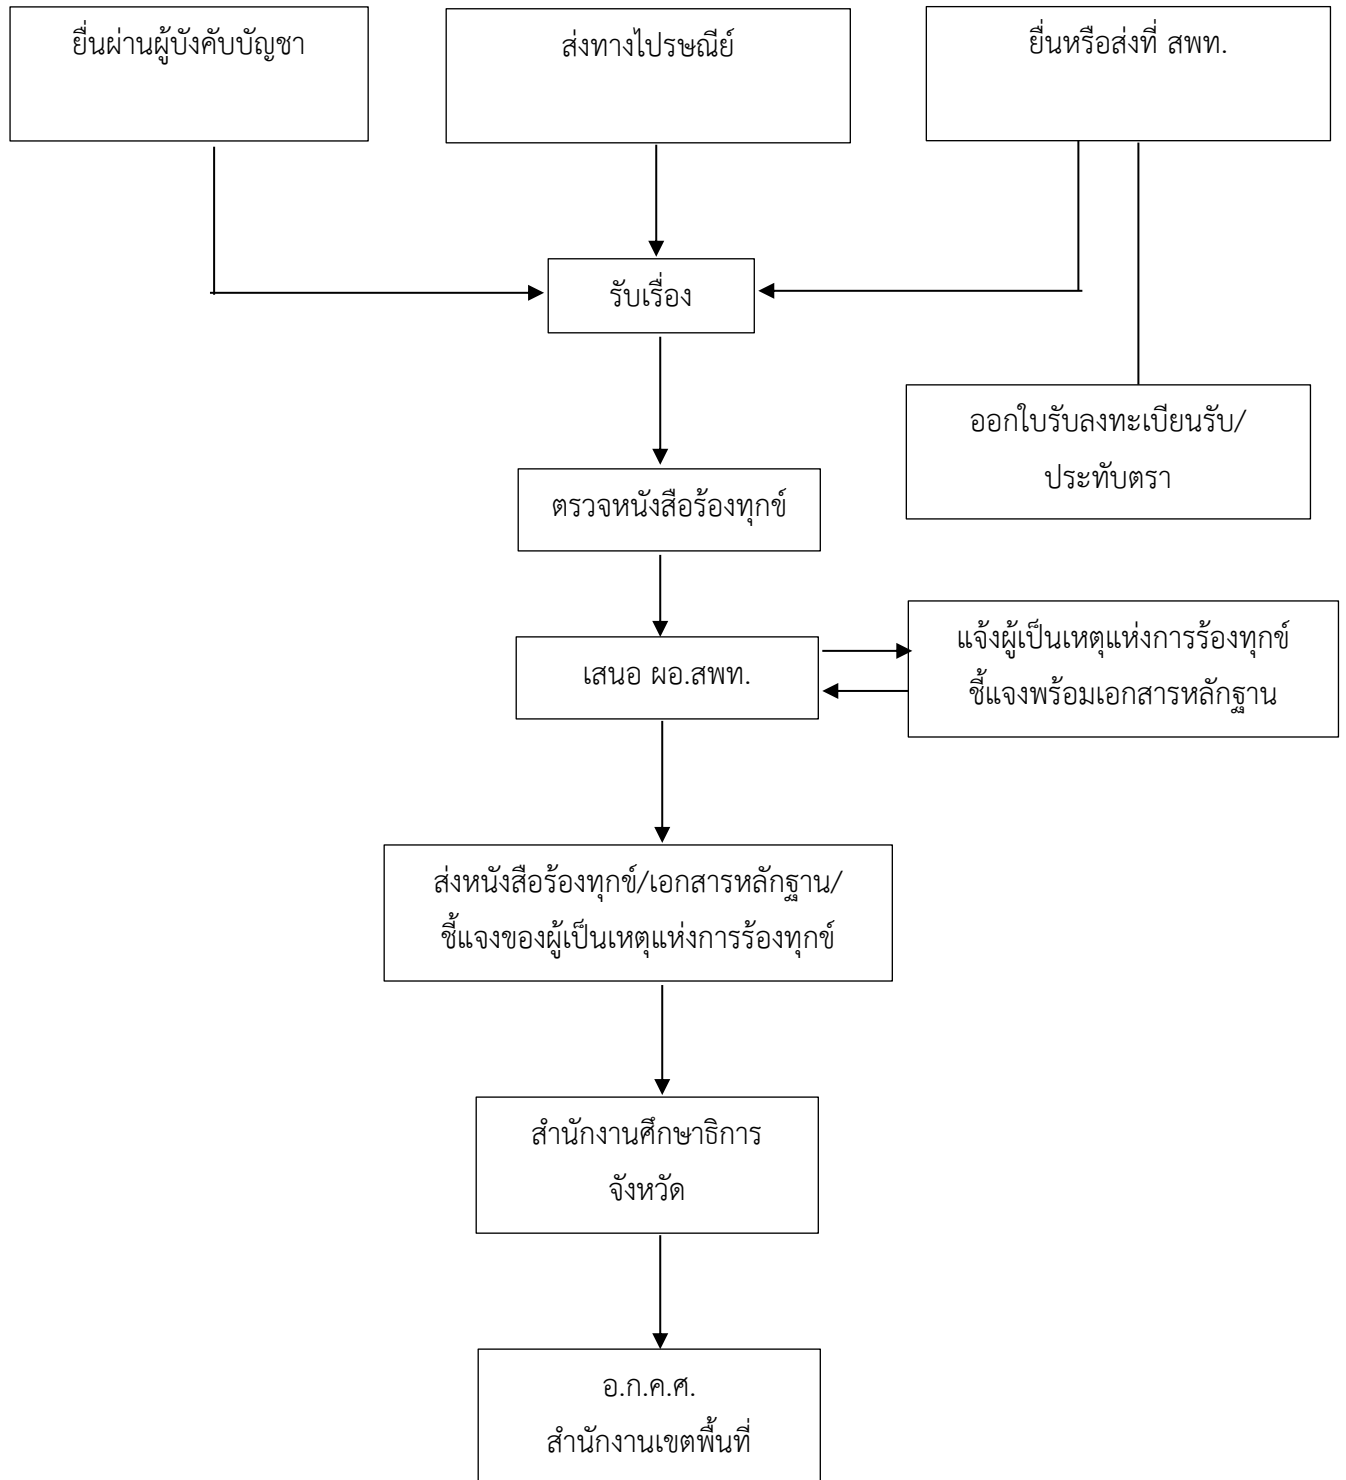 ยื่นผ่านผู้บังคับบัญชา
ส่งทางไปรษณีย์
ยื่นหรือส่งที่ สพท.
รับเรื่อง
ออกใบรับลงทะเบียนรับ/
ประทับตรา
ตรวจหนังสือร้องทุกข์
เสนอ ผอ.สพท.
แจ้งผู้เป็นเหตุแห่งการร้องทุกข์
ชี้แจงพร้อมเอกสารหลักฐาน
ส่งหนังสือร้องทุกข์/เอกสารหลักฐาน/
ชี้แจงของผู้เป็นเหตุแห่งการร้องทุกข์
สำนักงานศึกษาธิการ
จังหวัด
อ.ก.ค.ศ.
สำนักงานเขตพื้นที่